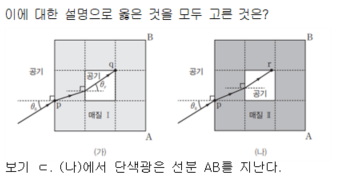 이에 대한 설명으로 옳은 것을 모두 고른 것은?
B B
공기 q 공기 r
공기 θ₁
θ₀ p θ₀ p 공기
매질 Ⅰ 매질 Ⅱ
A A
(가) (나)
보기 ㄷ. (나)에서 단색광은 선분 AB를 지난다.